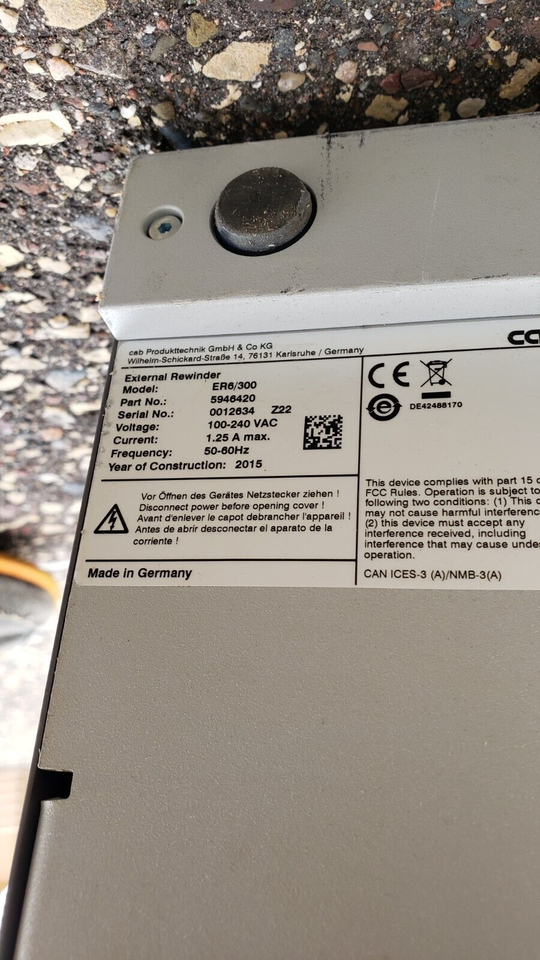 cab Produkttechnik GmbH & Co KG
Wilhelm-Schickard-Straße 14, 76131 Karlsruhe / Germany
External Rewinder
Model: ER6/300
Part No.: 5946420
Serial No.: 0012634 Z22
Voltage: 100-240 VAC
Current: 1.25 A max.
Frequency: 50-60Hz
Year of Construction: 2015
Vor Öffnen des Gerätes Netzstecker ziehen !
Disconnect power before opening cover !
Avant d'enlever le capot debrancher l'appareil !
Antes de abrir desconectar el aparato de la
corriente !
Made in Germany
ca
CE
e
DE42488170
This device complies with part 15 o
FCC Rules. Operation is subject to
following two conditions: (1) This d
may not cause harmful interference
(2) this device must accept any
interference received, including
interference that may cause unde
operation.
CAN ICES-3 (A)/NMB-3(A)